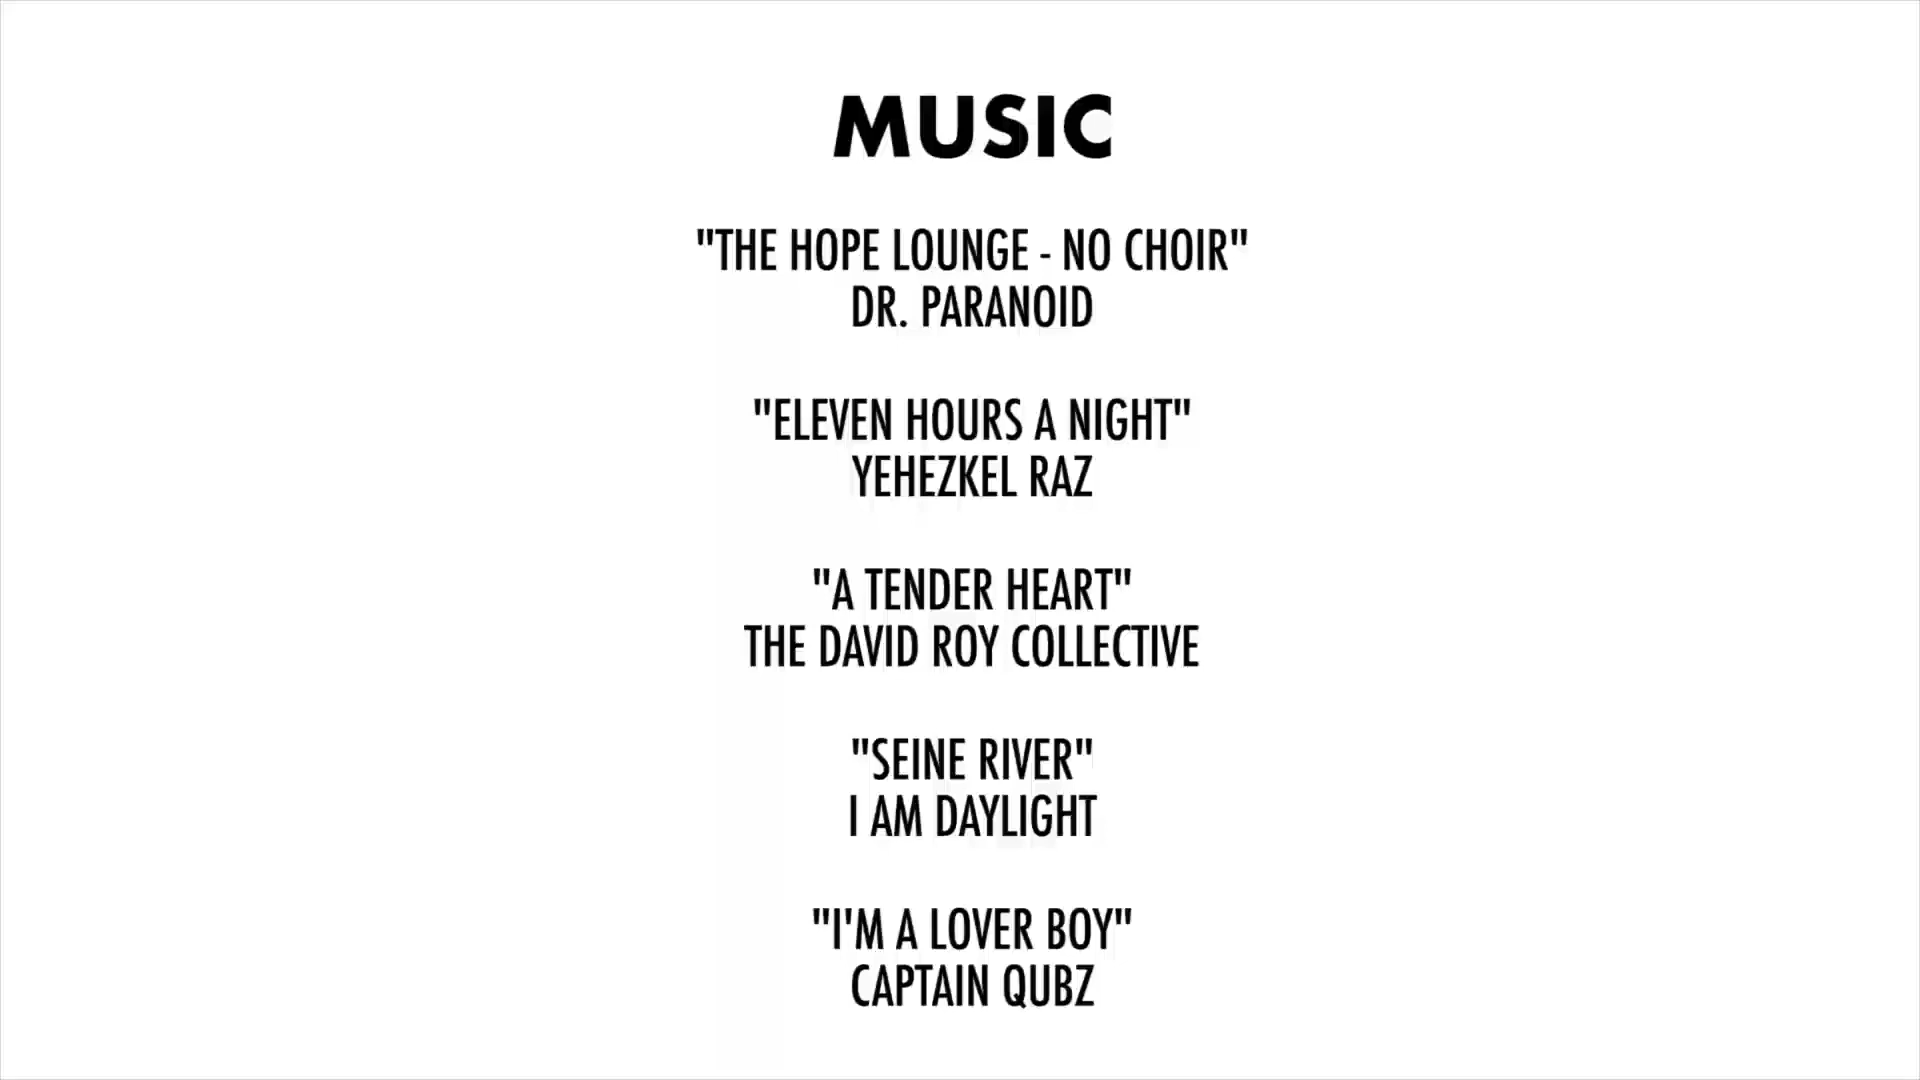 MUSIC
"THE HOPE LOUNGE - NO CHOIR"
DR. PARANOID
"ELEVEN HOURS A NIGHT"
YEHEZKEL RAZ
"A TENDER HEART"
THE DAVID ROY COLLECTIVE
"SEINE RIVER"
I AM DAYLIGHT
"I'M A LOVER BOY"
CAPTAIN QUBZ